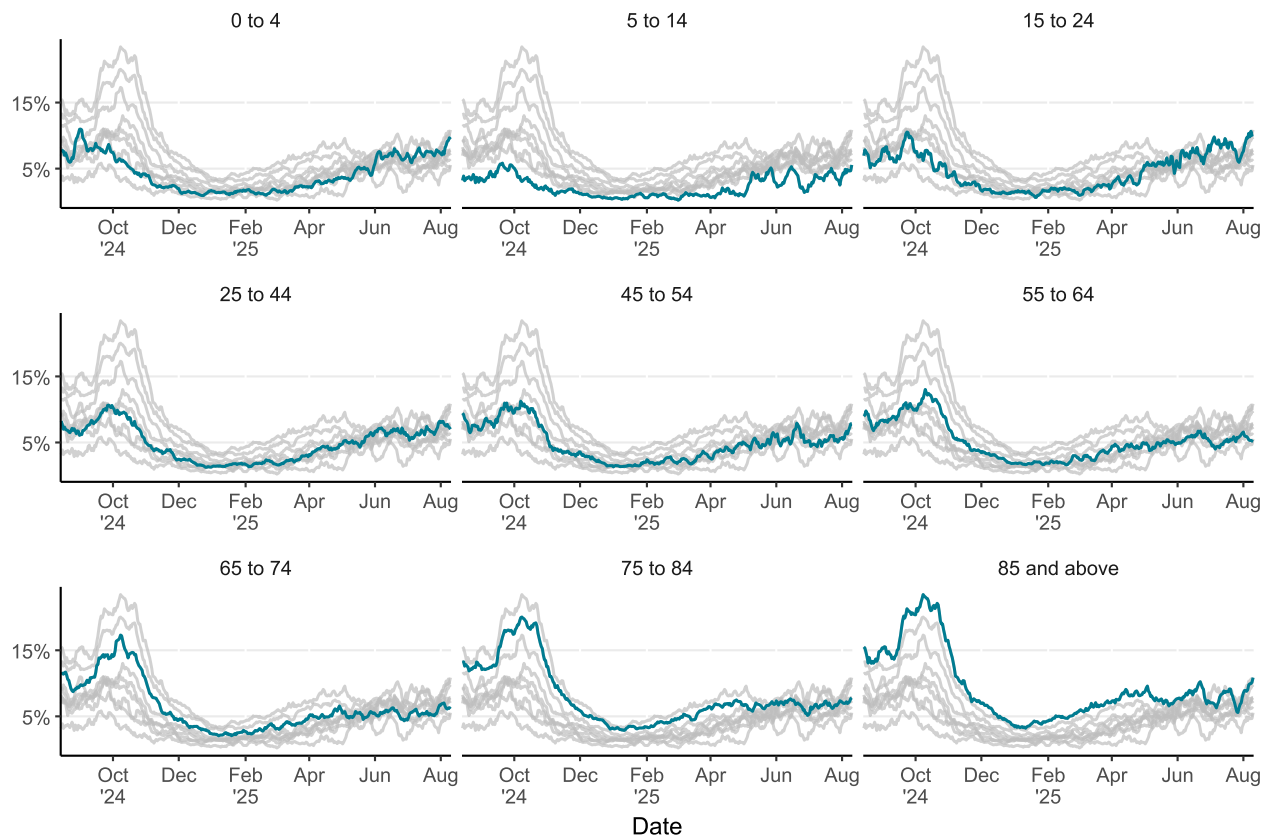 0 to 4 5 to 14 15 to 24
15%
5%
Oct Dec Feb Apr Jun Aug Oct Dec Feb Apr Jun Aug Oct Dec Feb Apr Jun Aug
'24 '25 '24 '25 '24 '25
25 to 44 45 to 54 55 to 64
15%
5%
Oct Dec Feb Apr Jun Aug Oct Dec Feb Apr Jun Aug Oct Dec Feb Apr Jun Aug
'24 '25 '24 '25 '24 '25
65 to 74 75 to 84 85 and above
15%
5%
Oct Dec Feb Apr Jun Aug Oct Dec Feb Apr Jun Aug Oct Dec Feb Apr Jun Aug
'24 '25 '24 '25 '24 '25
Date